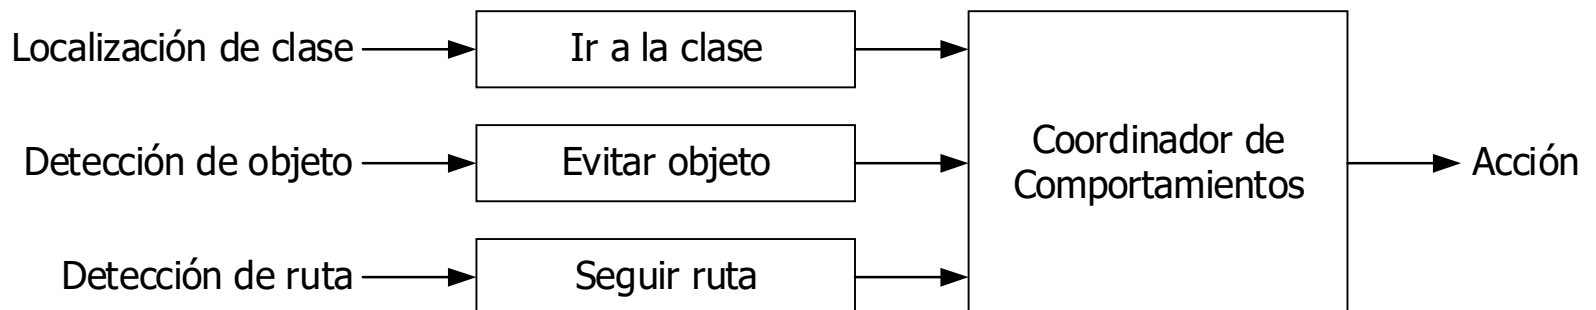 Localización de clase
Ir a la clase
Detección de objeto
Evitar objeto
Coordinador de
Comportamientos
Acción
Detección de ruta
Seguir ruta